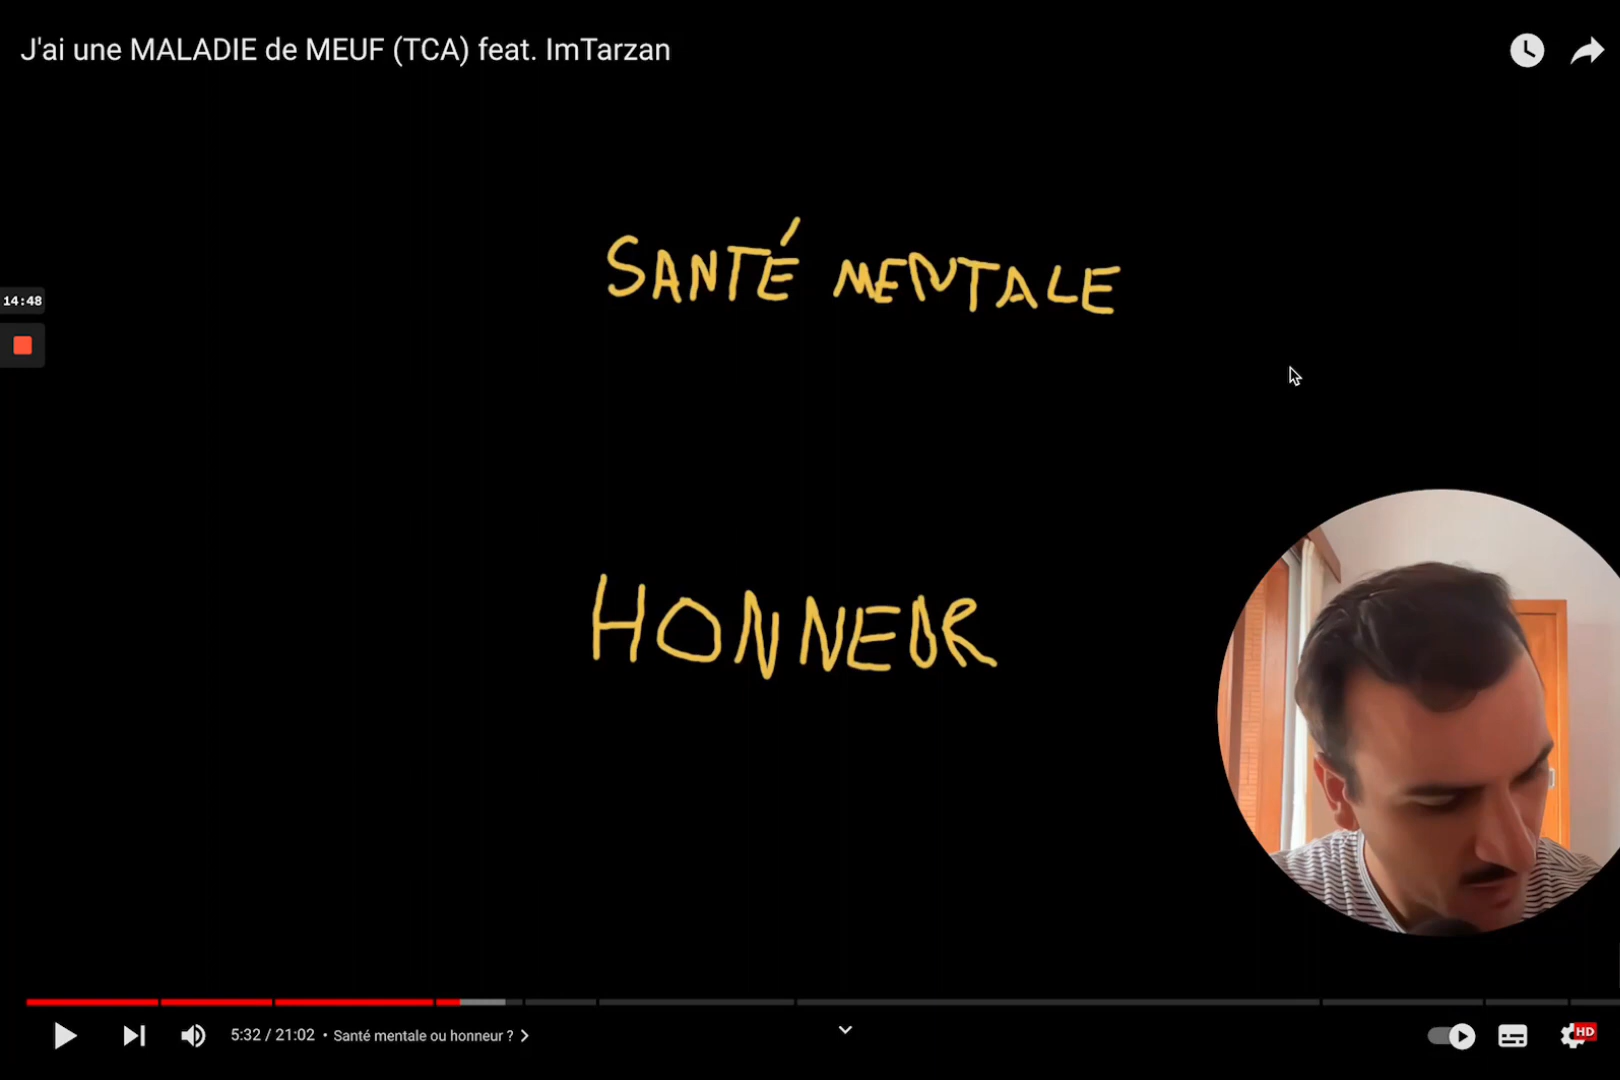 J'ai une MALADIE de MEUF (TCA) feat. ImTarzan
SANTÉ MENTALE
14:48
HONNEUR
5:32 / 21:02 • Santé mentale ou honneur ?
HD